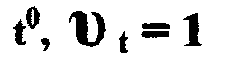 t⁰, υ t = 1